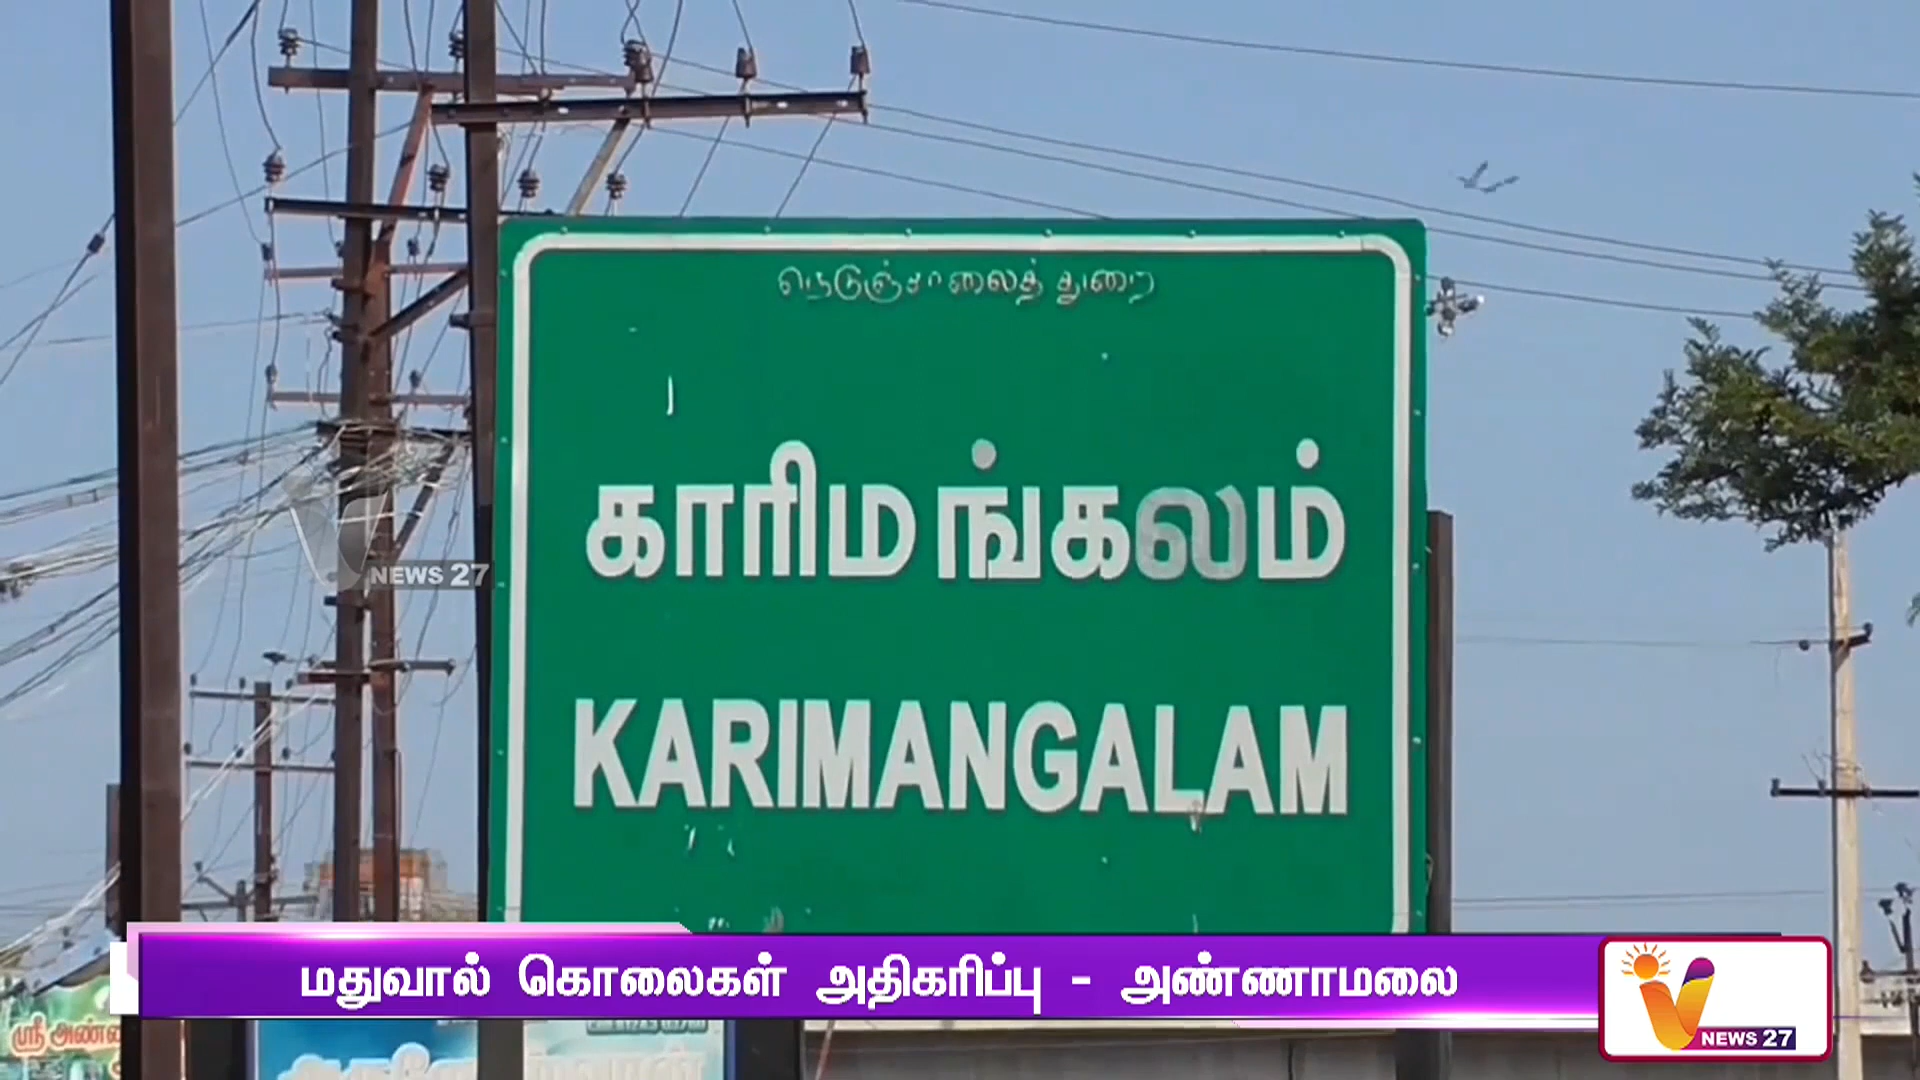 நெடுஞ்சாலைத் துறை
காரிமங்கலம்
NEWS 27
KARIMANGALAM
மதுவால் கொலைகள் அதிகரிப்பு - அண்ணாமலை
NEWS 27
ஸ்ரீ